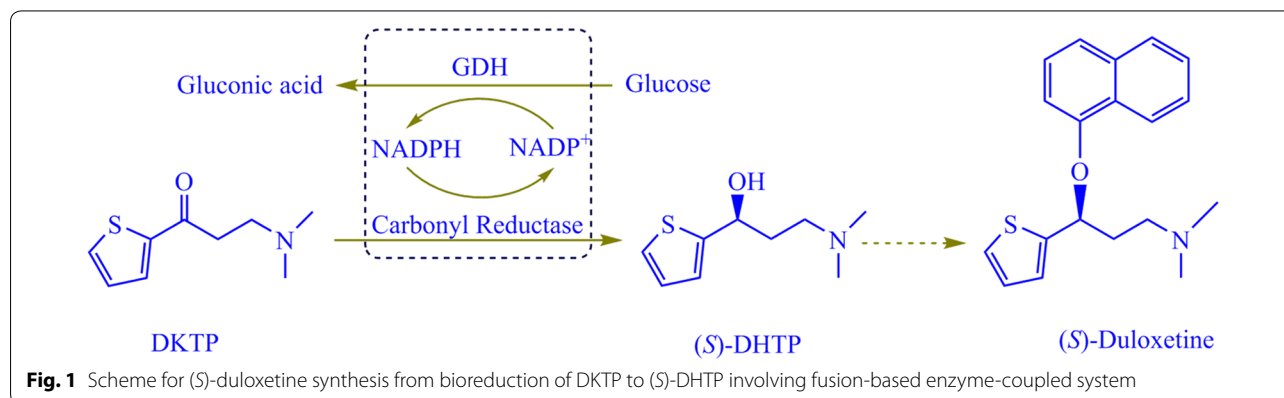 GDH
Gluconic acid
Glucose
NADPH
NADP+
O
OH
O
Carbonyl Reductase
S
N
S
N
S
N
DKTP
(S)-DHTP
(S)-Duloxetine
Fig. 1 Scheme for (S)-duloxetine synthesis from bioreduction of DKTP to (S)-DHTP involving fusion-based enzyme-coupled system